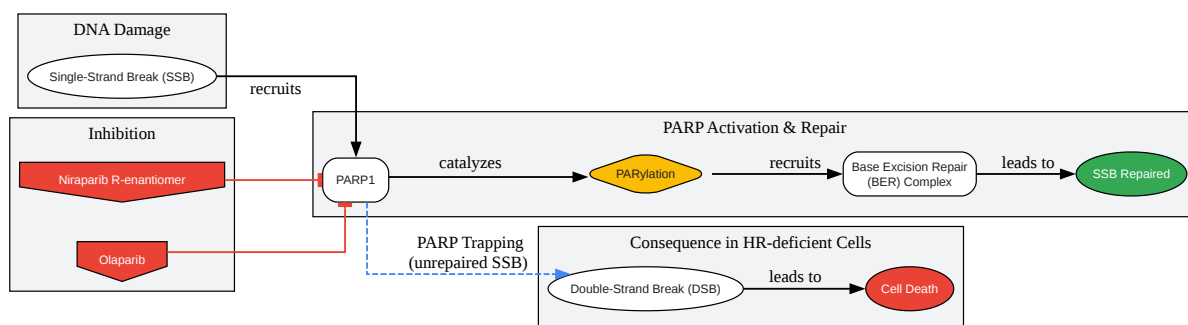 DNA Damage
Single-Strand Break (SSB)
recruits
Inhibition
Niraparib R-enantiomer
Olaparib
PARP Activation & Repair
PARP1
catalyzes
PARylation
recruits
Base Excision Repair
(BER) Complex
leads to
SSB Repaired
PARP Trapping
(unrepaired SSB)
Consequence in HR-deficient Cells
Double-Strand Break (DSB)
leads to
Cell Death